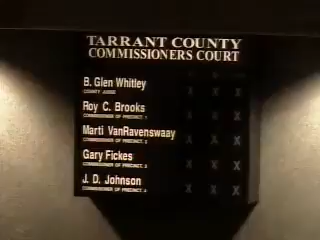 TARRANT COUNTY
COMMISSIONERS COURT
B. Glen Whitley X X X
COUNTY JUDGE
Roy C. Brooks X X X
COMMISSIONER OF PRECINCT 1
Marti VanRavenswaay X X X
COMMISSIONER OF PRECINCT 2
Gary Fickes X X X
COMMISSIONER OF PRECINCT 3
J. D. Johnson X X X
COMMISSIONER OF PRECINCT 4